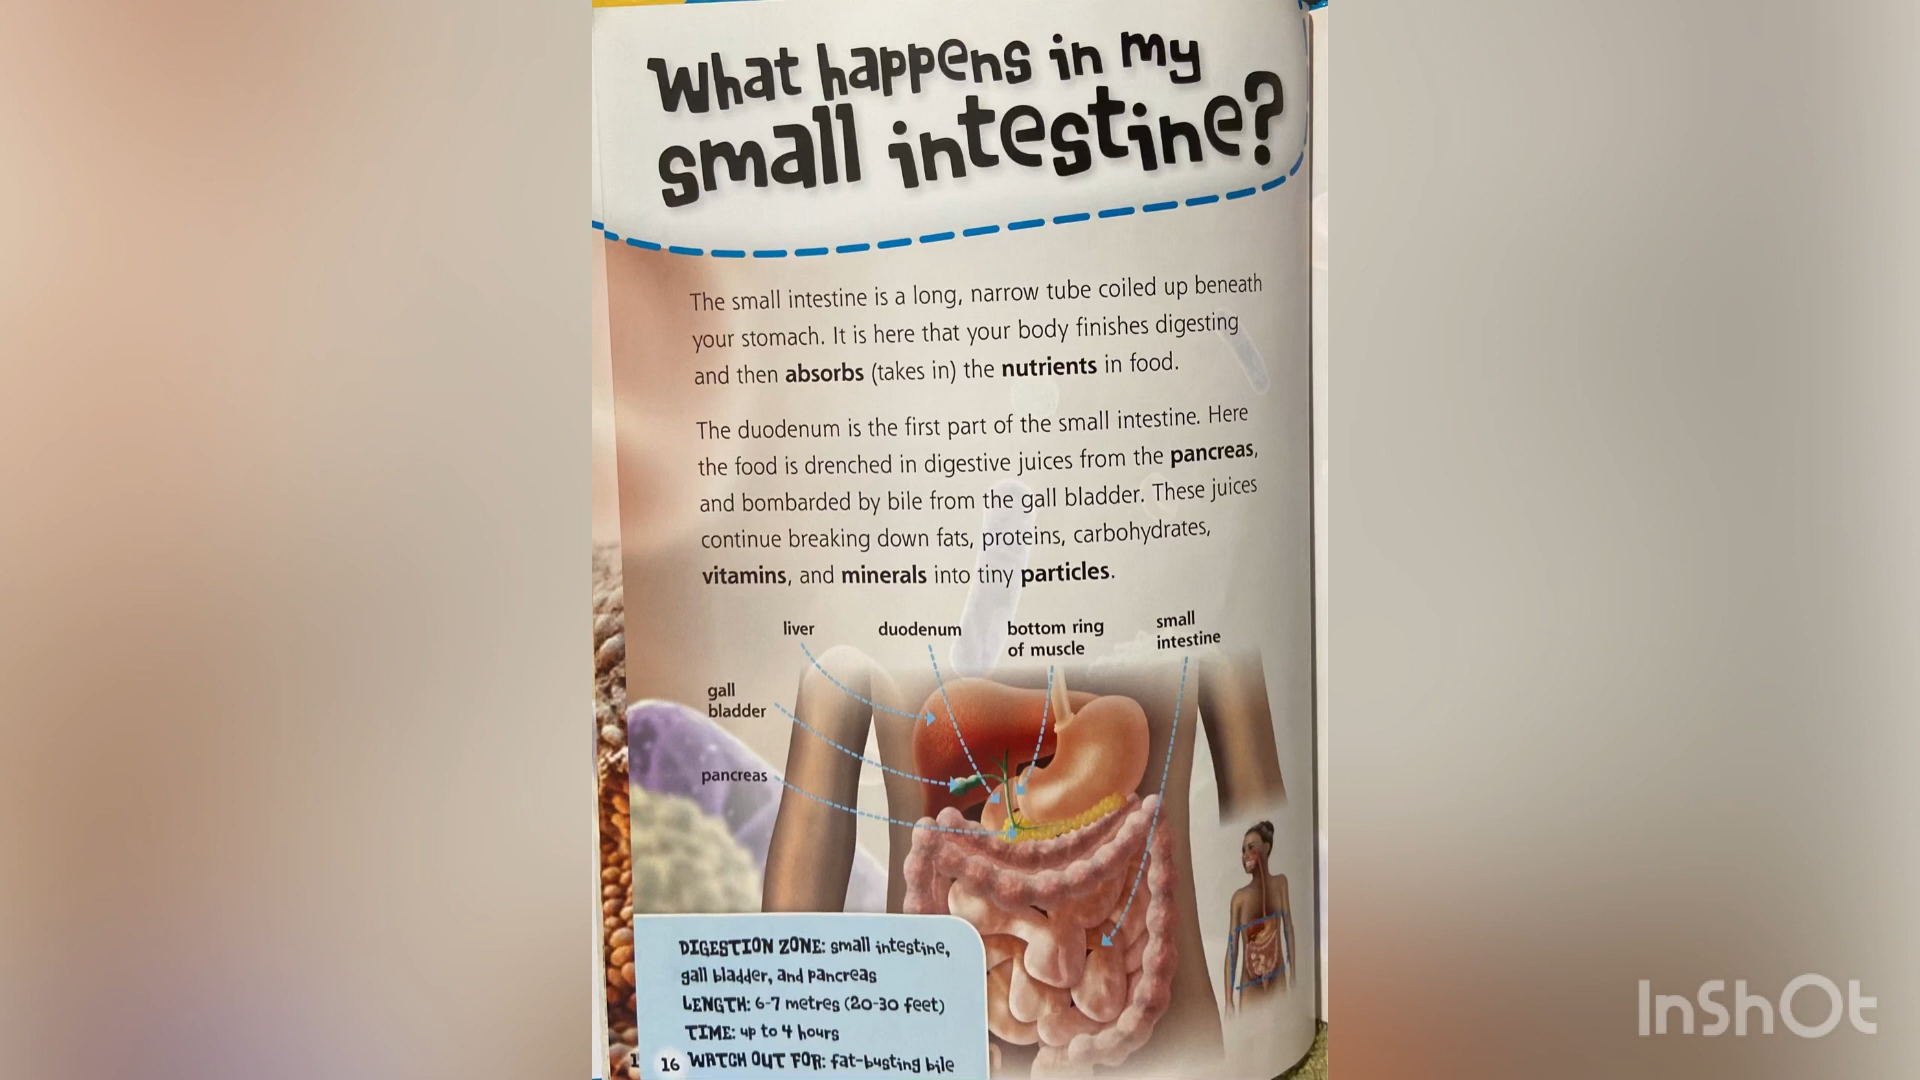 What happens in my
small intestine?
The small intestine is a long, narrow tube coiled up beneath
your stomach. It is here that your body finishes digesting
and then absorbs (takes in) the nutrients in food.
The duodenum is the first part of the small intestine. Here
the food is drenched in digestive juices from the pancreas,
and bombarded by bile from the gall bladder. These juices
continue breaking down fats, proteins, carbohydrates,
vitamins, and minerals into tiny particles.
liver
duodenum
bottom ring
of muscle
small
intestine
gall
bladder
pancreas
DIGESTION ZONE: small intestine,
gall bladder, and pancreas
LENGTH: 6-7 metres (20-30 feet)
TIME: up to 4 hours
WATCH OUT FOR: fat-busting bile
16
InShOt